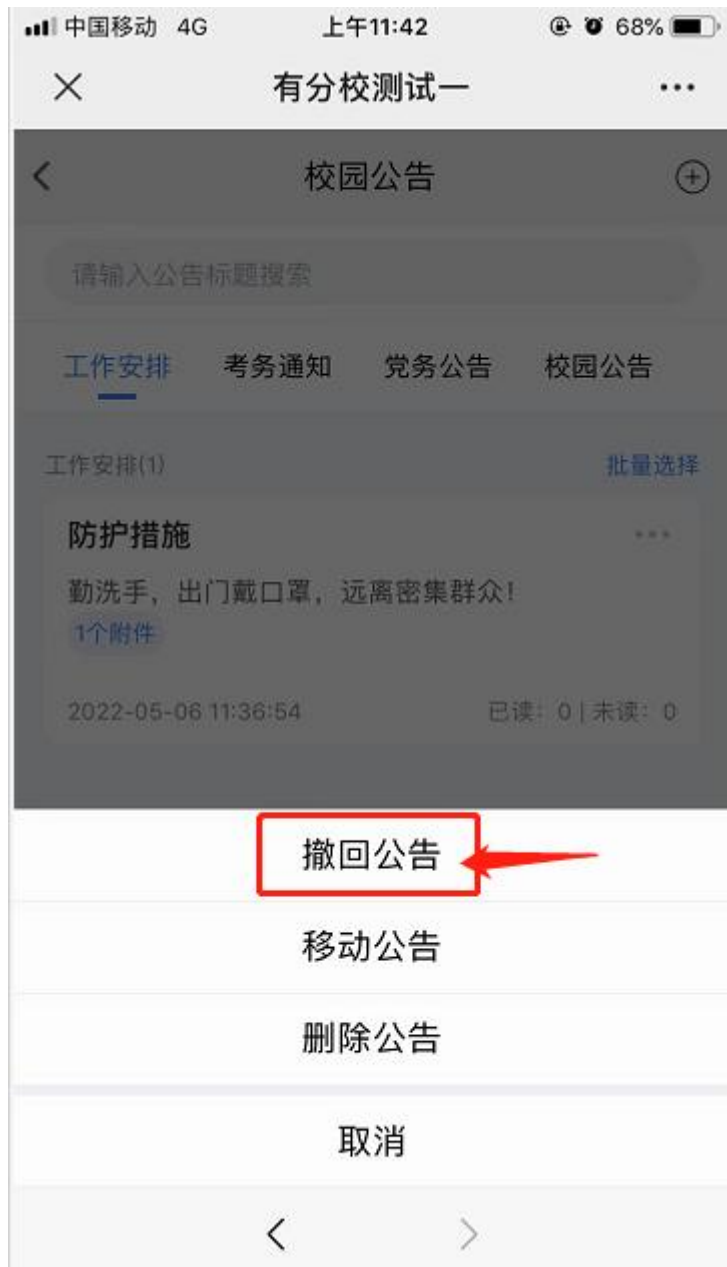 中国移动 4G 上午11:42 68%
有分校测试一
校园公告
请输入公告标题搜索
工作安排 考务通知 党务公告 校园公告
工作安排(1) 批量选择
防护措施
勤洗手，出门戴口罩，远离密集群众！
1个附件
2022-05-06 11:36:54 已读：0 | 未读：0
撤回公告
移动公告
删除公告
取消